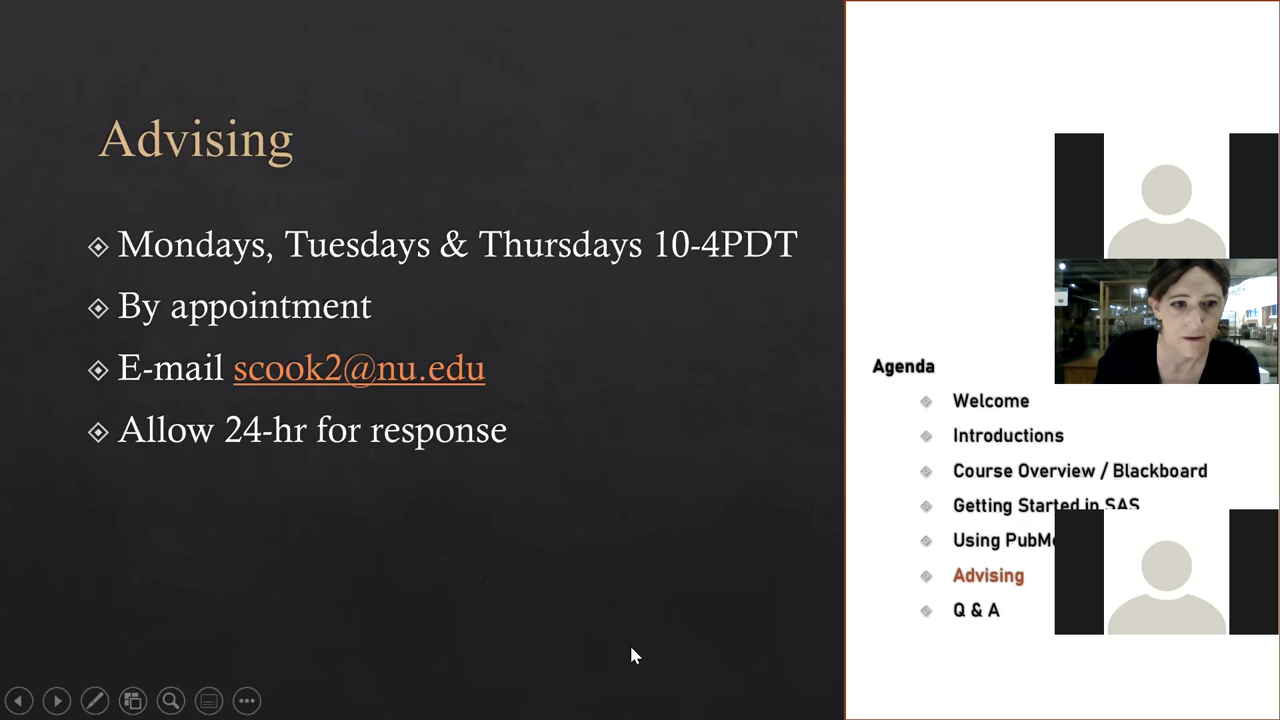 Advising
Mondays, Tuesdays & Thursdays 10-4PDT
By appointment
E-mail scook2@nu.edu
Allow 24-hr for response
Agenda
Welcome
Introductions
Course Overview / Blackboard
Getting Started in SAS
Using
Advising
Q & A